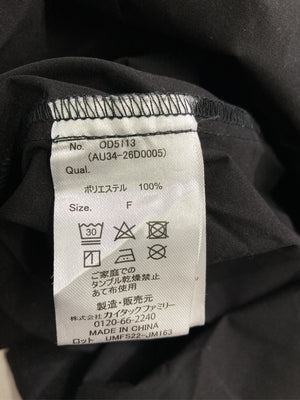 No. OD5113
(AU34-26D0005)
Qual.
ポリエステル 100%
Size. F
30
ご家庭での
タンブル乾燥禁止
あて布使用
製造・販売元
株式会社カイタックファミリー
0120-66-2240
MADE IN CHINA
ロット UMFS22-JM163